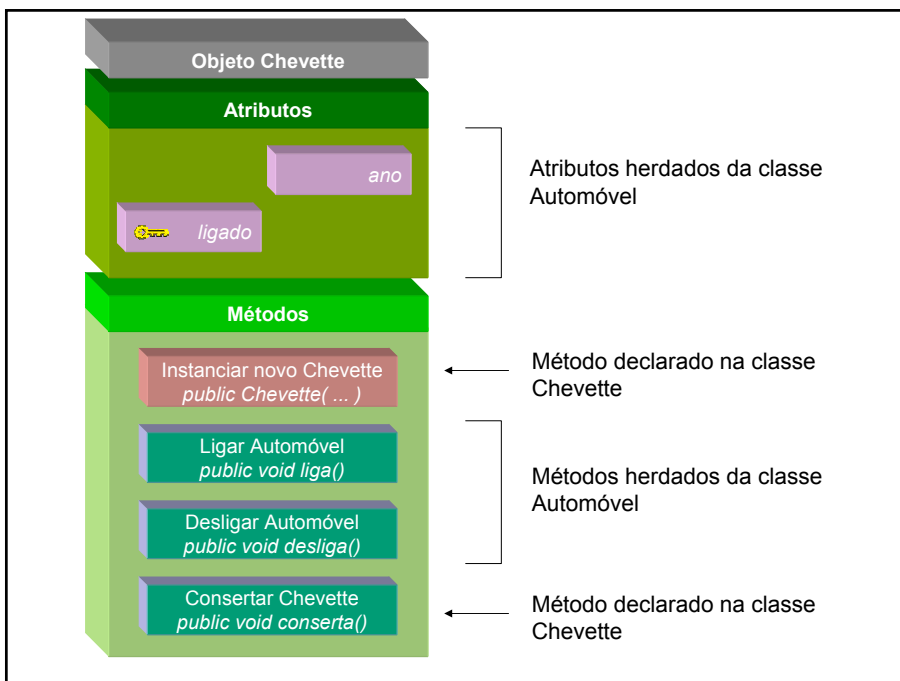 Objeto Chevette
Atributos
ano
ligado
Atributos herdados da classe
Automóvel
Métodos
Instanciar novo Chevette
public Chevette( ... )
Método declarado na classe
Chevette
Ligar Automóvel
public void liga()
Desligar Automóvel
public void desliga()
Métodos herdados da classe
Automóvel
Consertar Chevette
public void conserta()
Método declarado na classe
Chevette